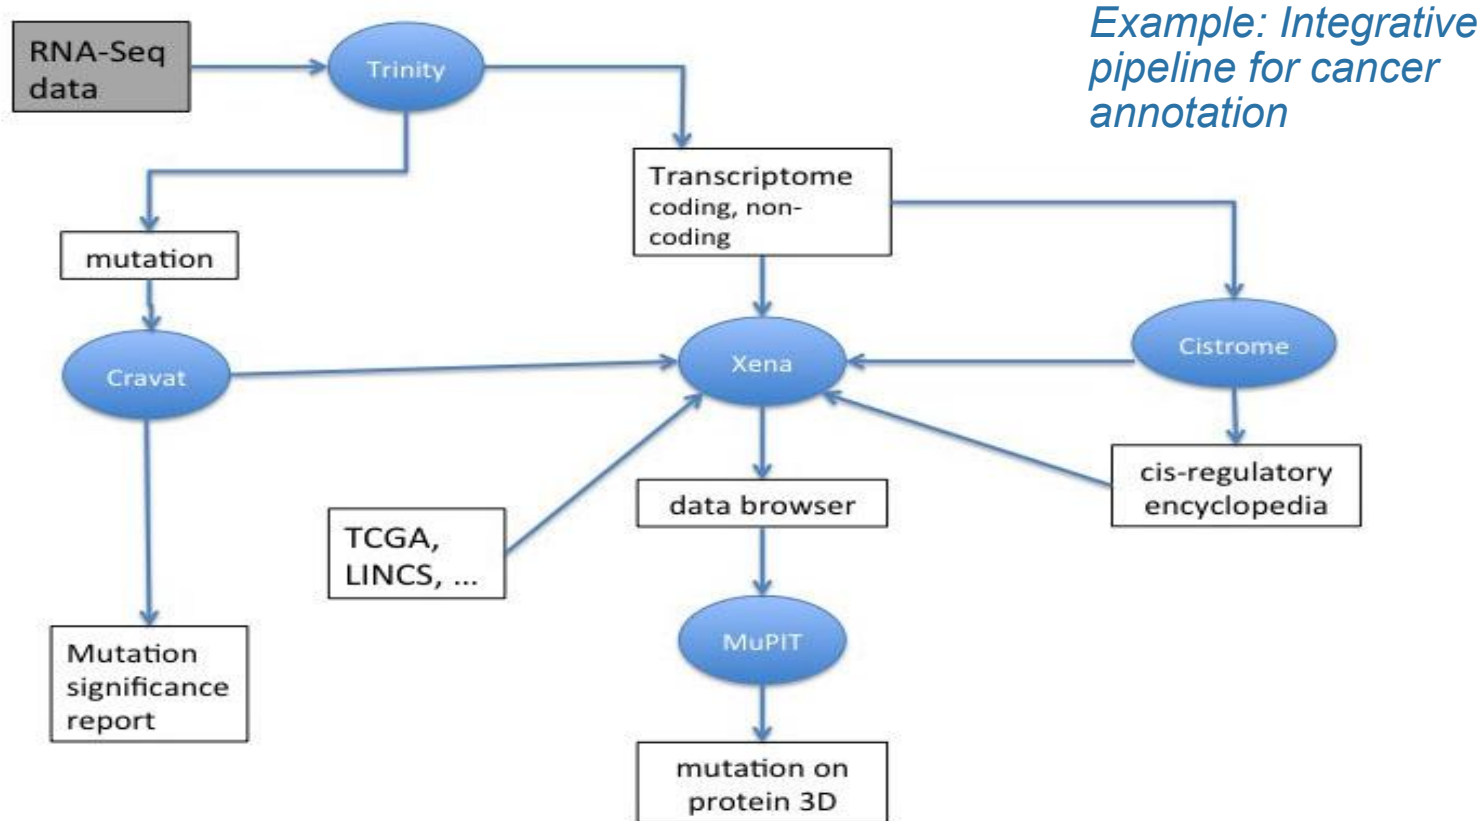 Example: Integrative
pipeline for cancer
annotation
RNA-Seq
data
Trinity
Transcriptome
coding, non-
coding
mutation
Cravat
Xena
Cistrome
cis-regulatory
encyclopedia
data browser
TCGA,
LINCS, ...
MuPIT
Mutation
significance
report
mutation on
protein 3D